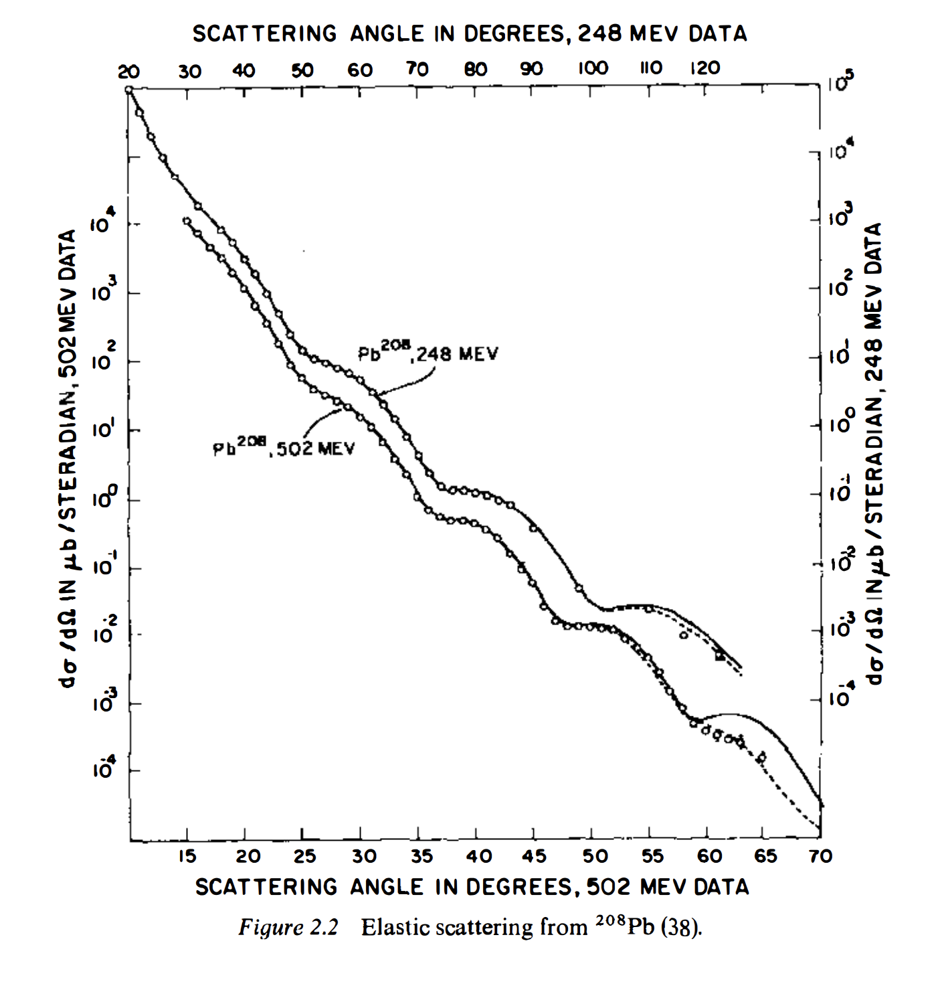 SCATTERING ANGLE IN DEGREES, 248 MEV DATA
20 30 40 50 60 70 80 90 100 110 120
10⁵
10⁴
10³
10²
10¹
10⁰
10⁻¹
10⁻²
10⁻³
10⁻⁴
dσ/dΩ IN μb/STERADIAN, 248 MEV DATA
10⁴
10³
10²
10¹
10⁰
10⁻¹
10⁻²
10⁻³
10⁻⁴
dσ/dΩ IN μb/STERADIAN, 502 MEV DATA
Pb²⁰⁸, 248 MEV
Pb²⁰⁸, 502 MEV
15 20 25 30 35 40 45 50 55 60 65 70
SCATTERING ANGLE IN DEGREES, 502 MEV DATA
Figure 2.2 Elastic scattering from ²⁰⁸Pb (38).